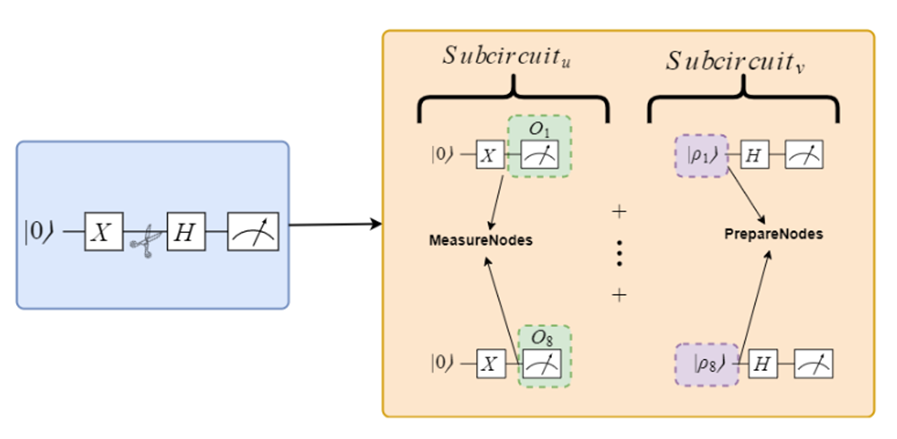 Subcircuit_u
Subcircuit_v
O_1
|0⟩ X
|ρ_1⟩ H
|0⟩ X H
MeasureNodes
PrepareNodes
+
⋮
+
O_8
|0⟩ X
|ρ_8⟩ H